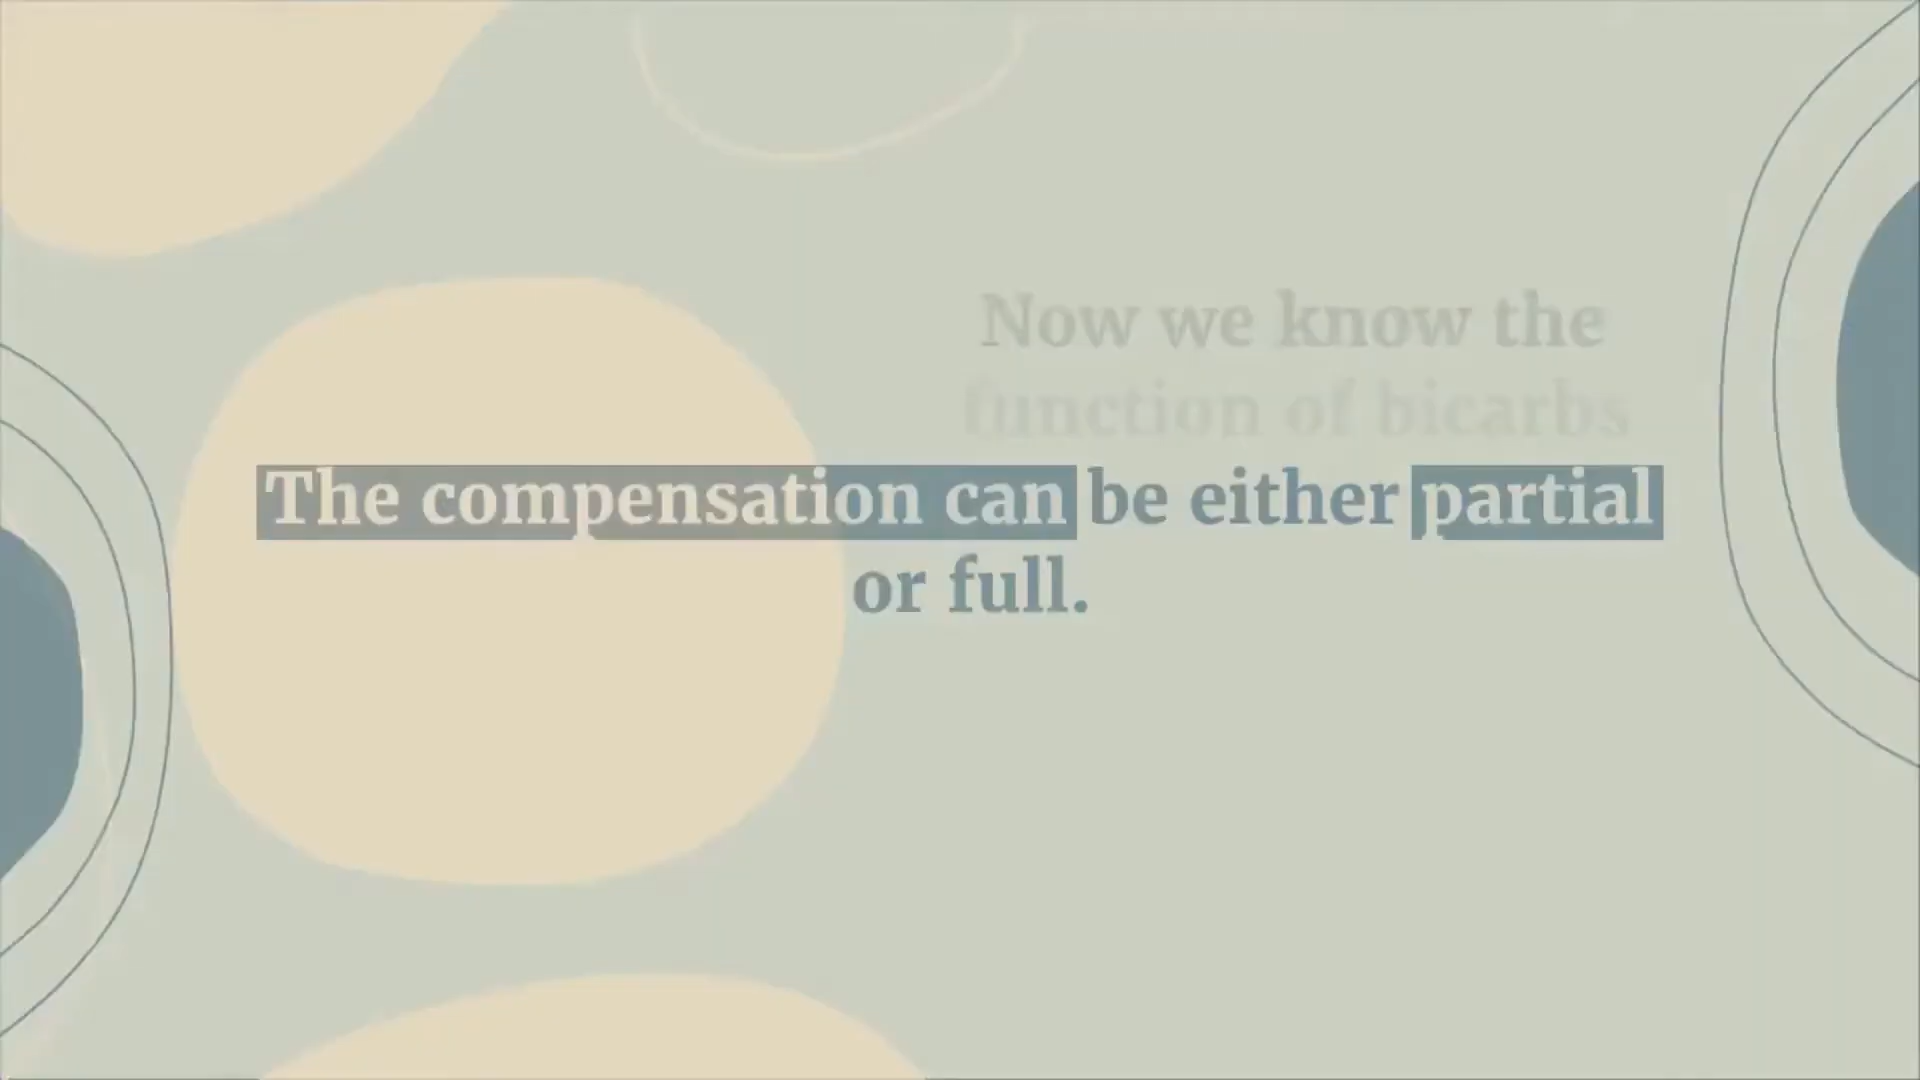 Now we know the
function of bicarbs
The compensation can be either partial
or full.